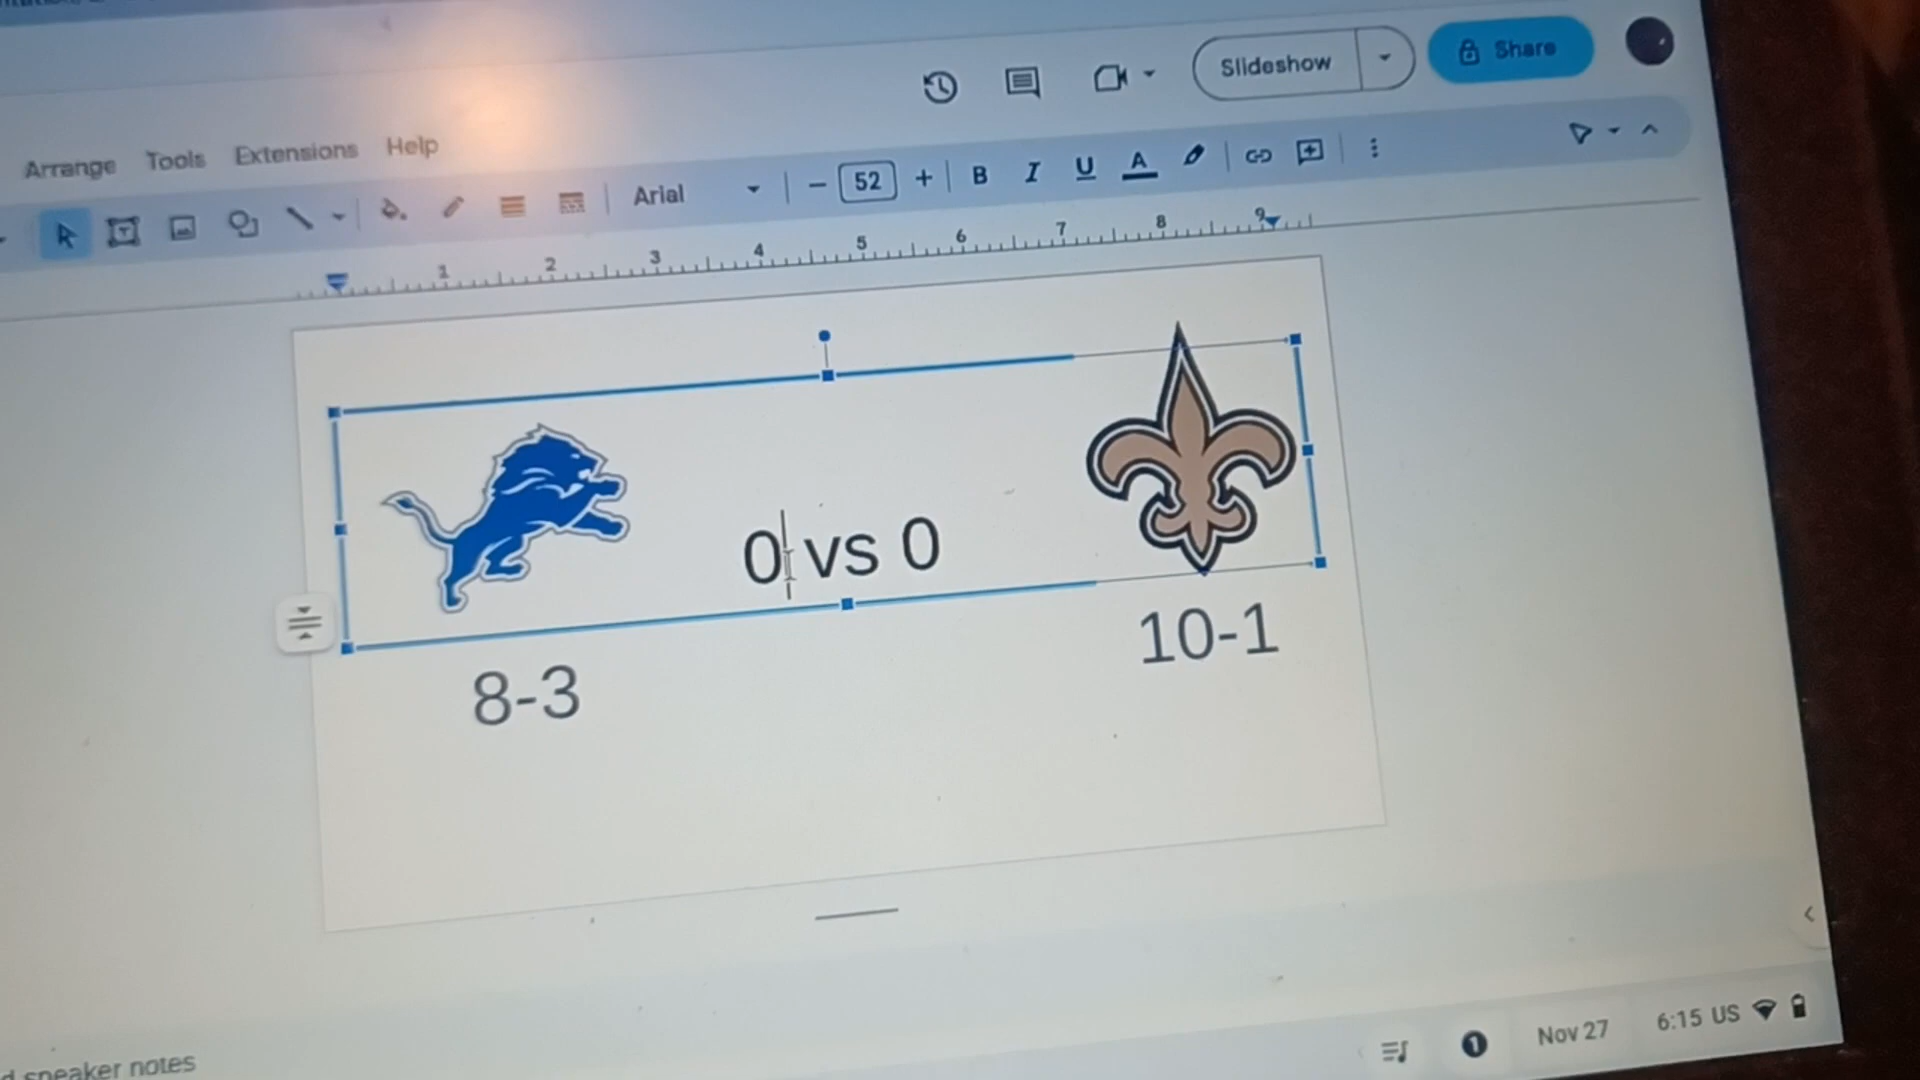 Slideshow
Share
Arrange Tools Extensions Help
Arial
52
B I U A
1 2 3 4 5 6 7 8 9
0 vs 0
8-3
10-1
speaker notes
1
Nov 27
6:15 US